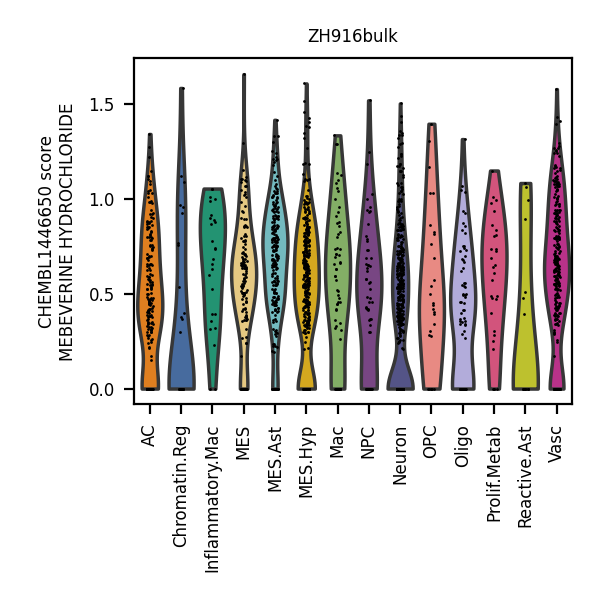 ZH916bulk
CHEMBL1446650 score
MEBEVERINE HYDROCHLORIDE
1.5
1.0
0.5
0.0
AC
Chromatin.Reg
Inflammatory.Mac
MES
MES.Ast
MES.Hyp
Mac
NPC
Neuron
OPC
Oligo
Prolif.Metab
Reactive.Ast
Vasc